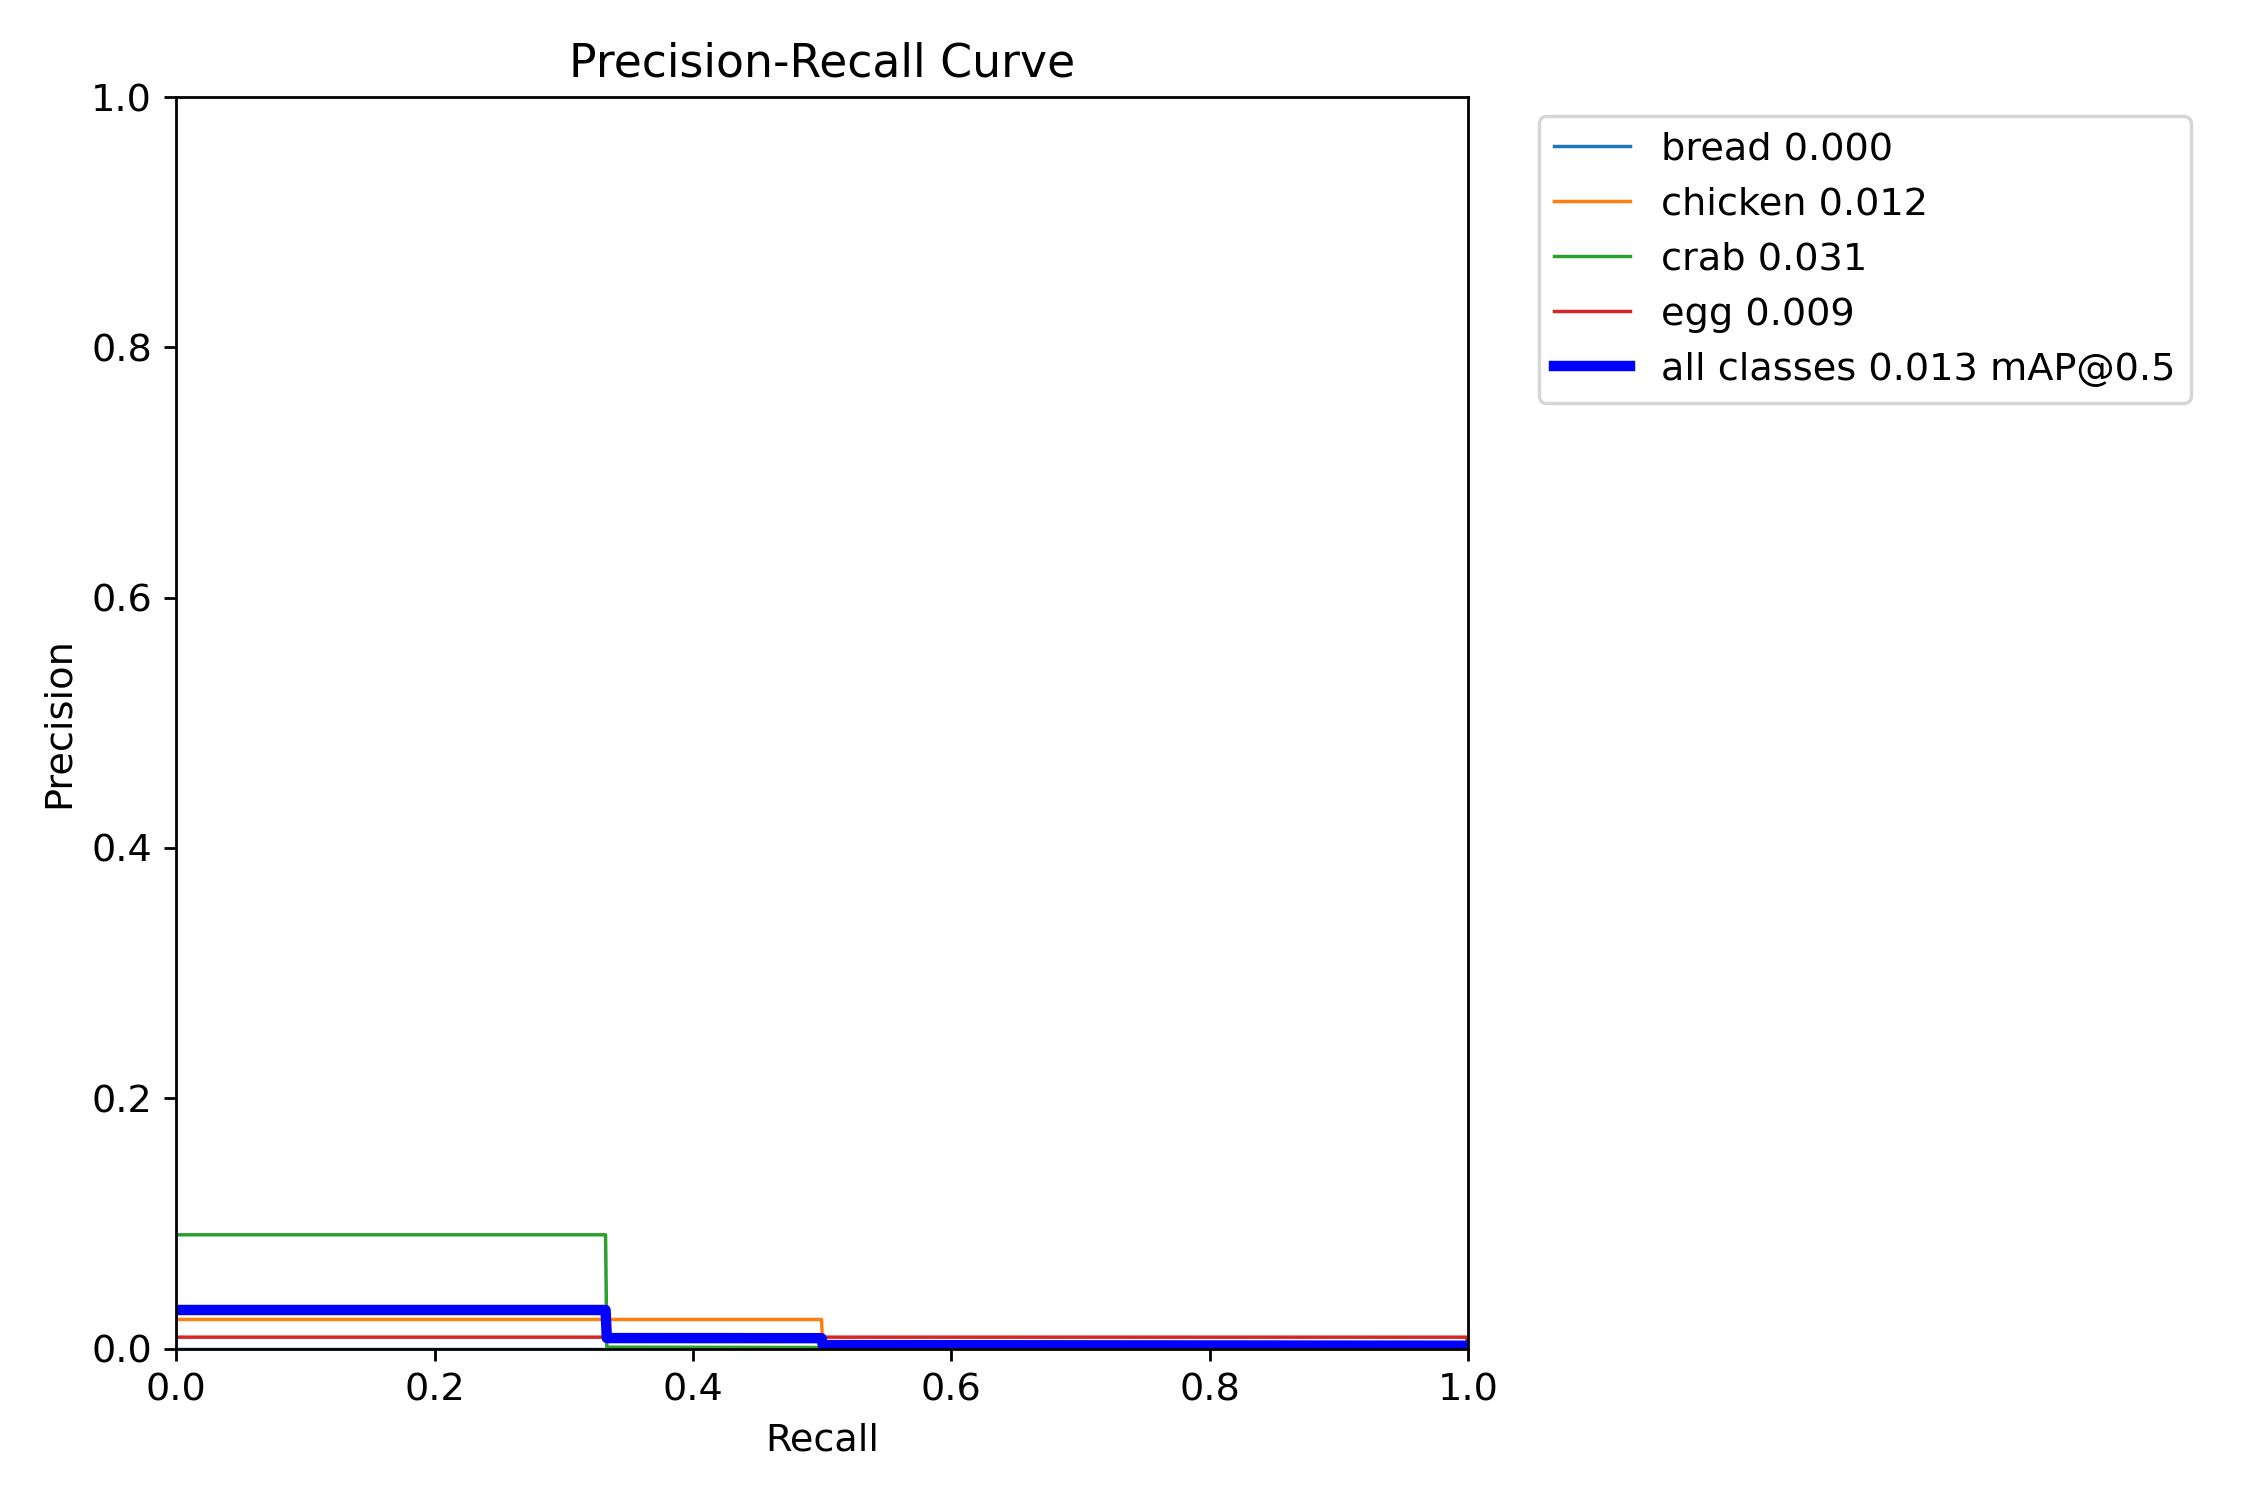 Precision-Recall Curve
1.0
0.8
0.6
0.4
0.2
0.0
Precision
0.0 0.2 0.4 0.6 0.8 1.0
Recall
bread 0.000
chicken 0.012
crab 0.031
egg 0.009
all classes 0.013 mAP@0.5